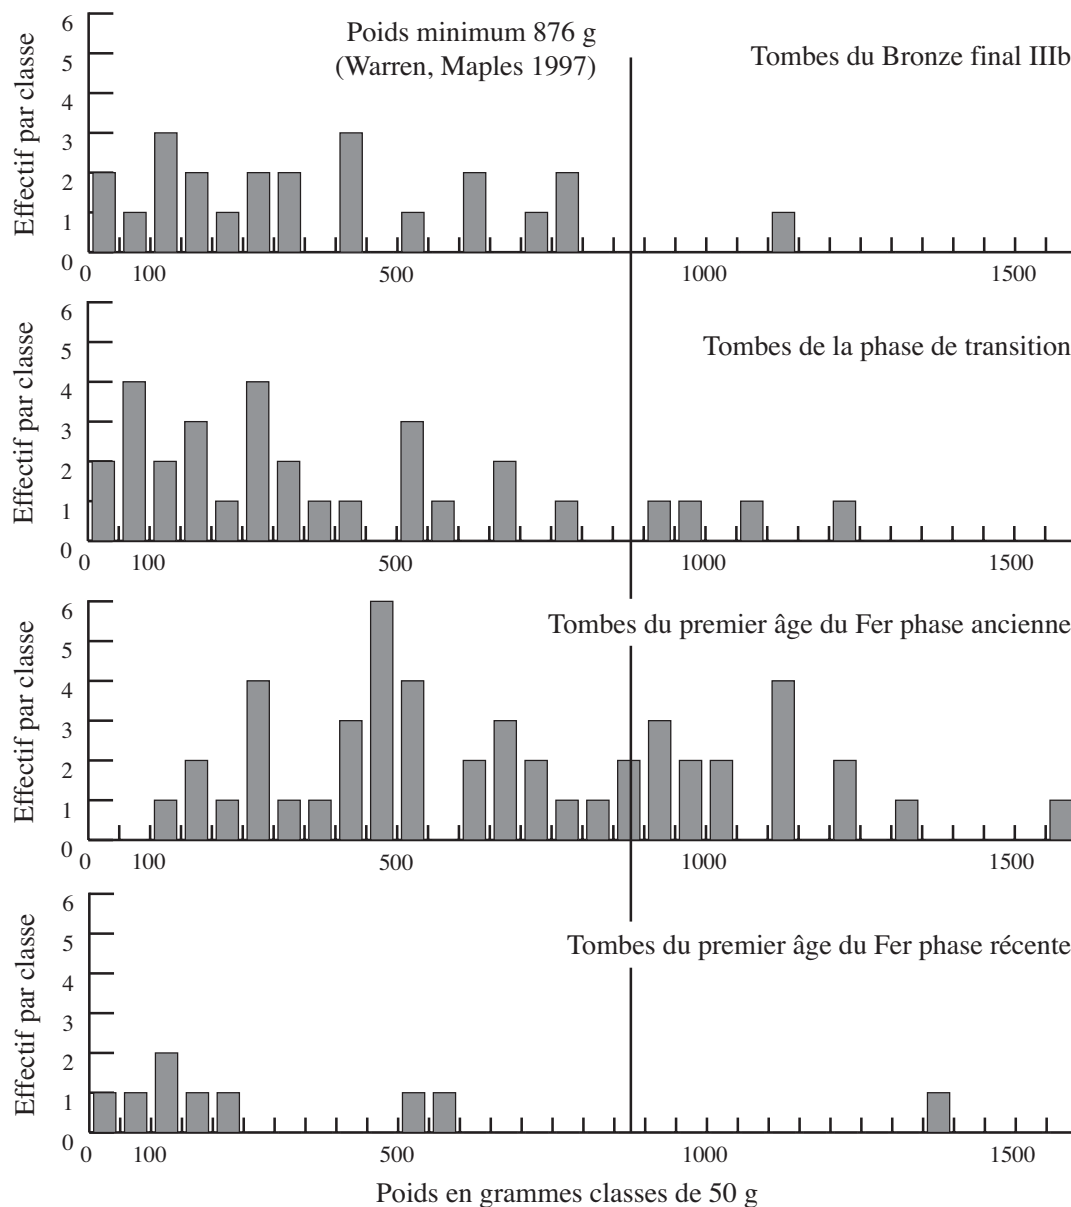 Poids minimum 876 g
(Warren, Maples 1997)
Tombes du Bronze final IIIb
Effectif par classe
6
5
4
3
2
1
0
0 100 500 1000 1500
Tombes de la phase de transition
Effectif par classe
6
5
4
3
2
1
0
0 100 500 1000 1500
Tombes du premier âge du Fer phase ancienne
Effectif par classe
6
5
4
3
2
1
0
0 100 500 1000 1500
Tombes du premier âge du Fer phase récente
Effectif par classe
6
5
4
3
2
1
0
0 100 500 1000 1500
Poids en grammes classes de 50 g